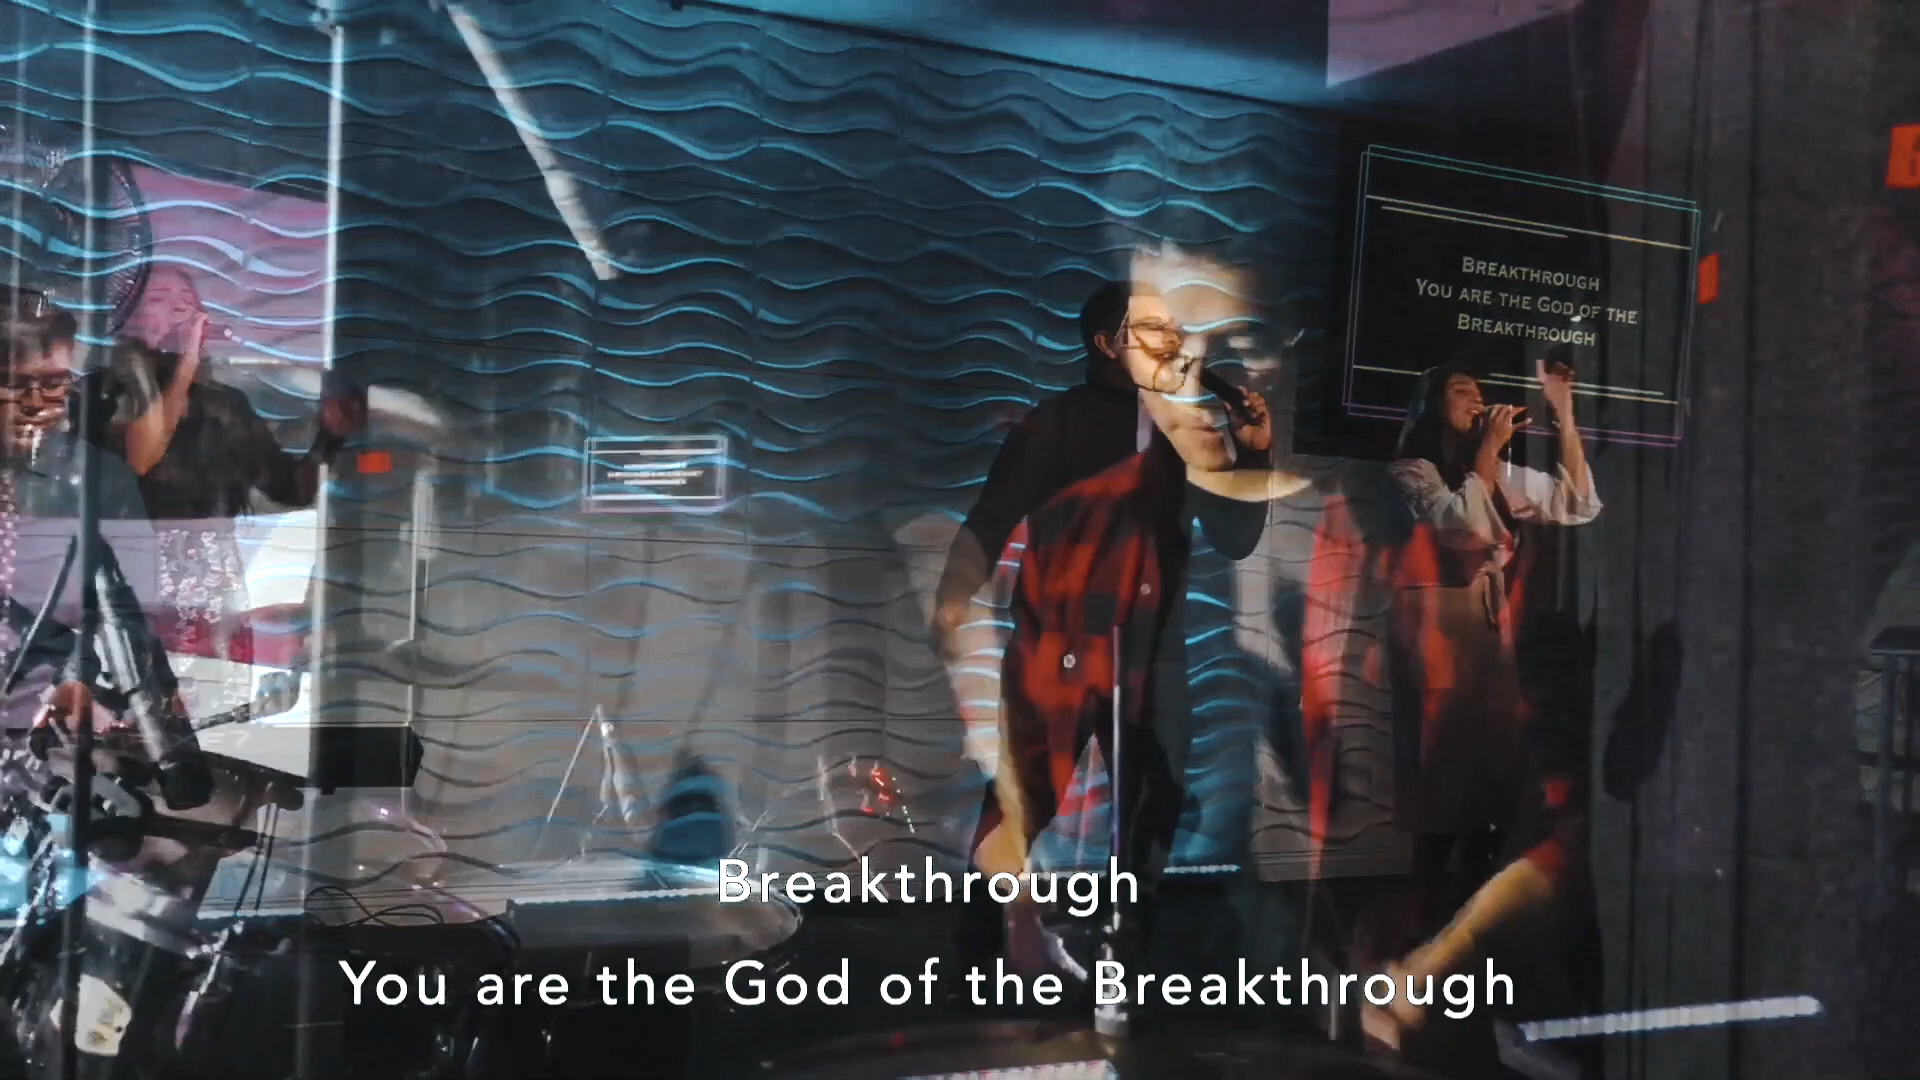 Breakthrough
You are the God of the
Breakthrough
Breakthrough
You are the God of the Breakthrough